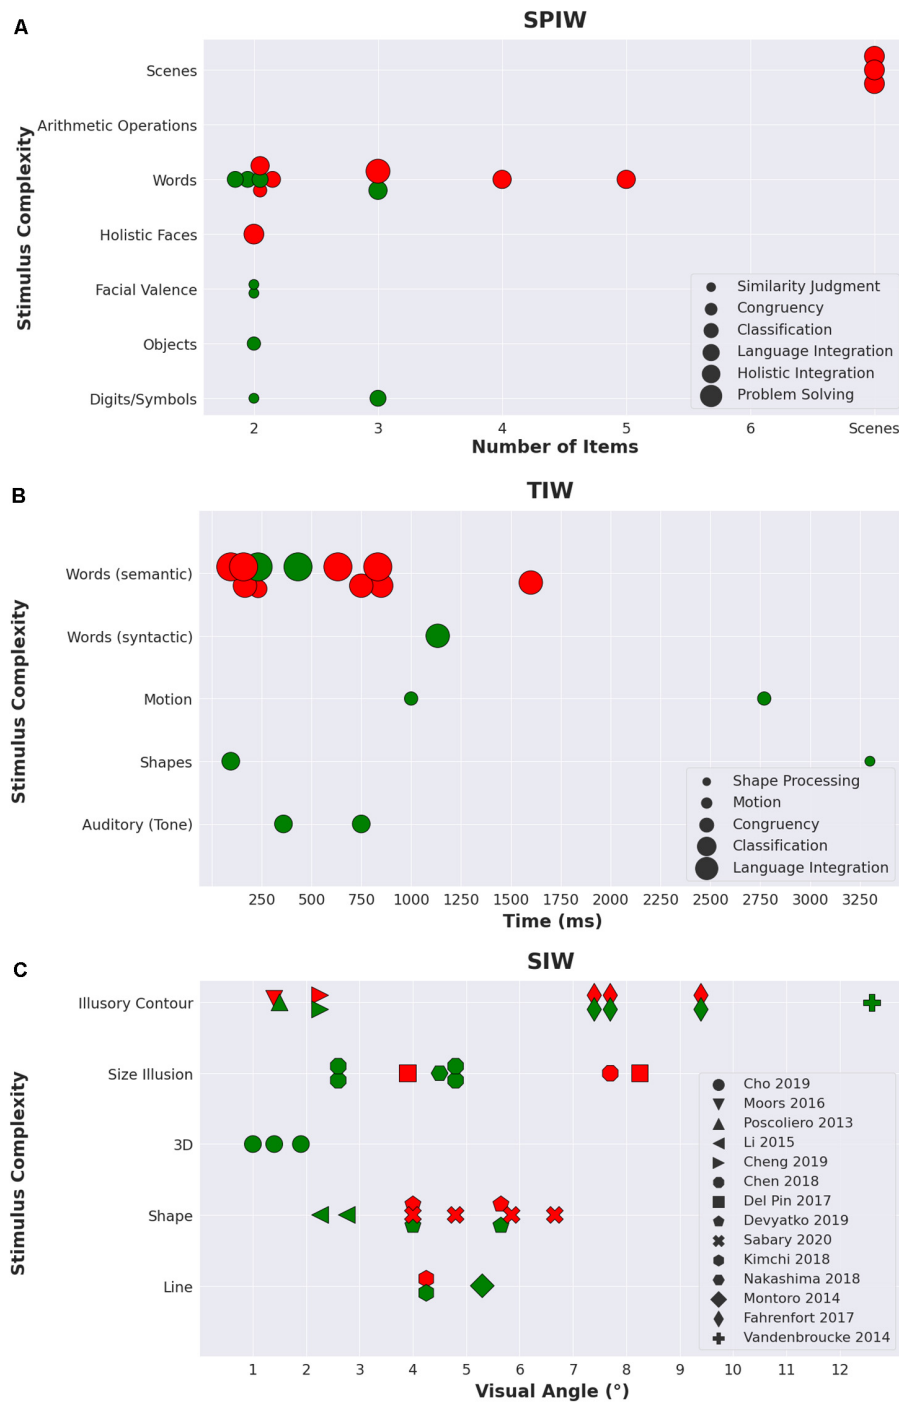 A
SPIW
Stimulus Complexity
Scenes
Arithmetic Operations
Words
Holistic Faces
Facial Valence
Objects
Digits/Symbols
Similarity Judgment
Congruency
Classification
Language Integration
Holistic Integration
Problem Solving
2 3 4 5 6 Scenes
Number of Items
B
TIW
Stimulus Complexity
Words (semantic)
Words (syntactic)
Motion
Shapes
Auditory (Tone)
Shape Processing
Motion
Congruency
Classification
Language Integration
250 500 750 1000 1250 1500 1750 2000 2250 2500 2750 3000 3250
Time (ms)
C
SIW
Stimulus Complexity
Illusory Contour
Size Illusion
3D
Shape
Line
Cho 2019
Moors 2016
Poscoliero 2013
Li 2015
Cheng 2019
Chen 2018
Del Pin 2017
Devyatko 2019
Sabary 2020
Kimchi 2018
Nakashima 2018
Montoro 2014
Fahrenfort 2017
Vandenbroucke 2014
1 2 3 4 5 6 7 8 9 10 11 12
Visual Angle (°)